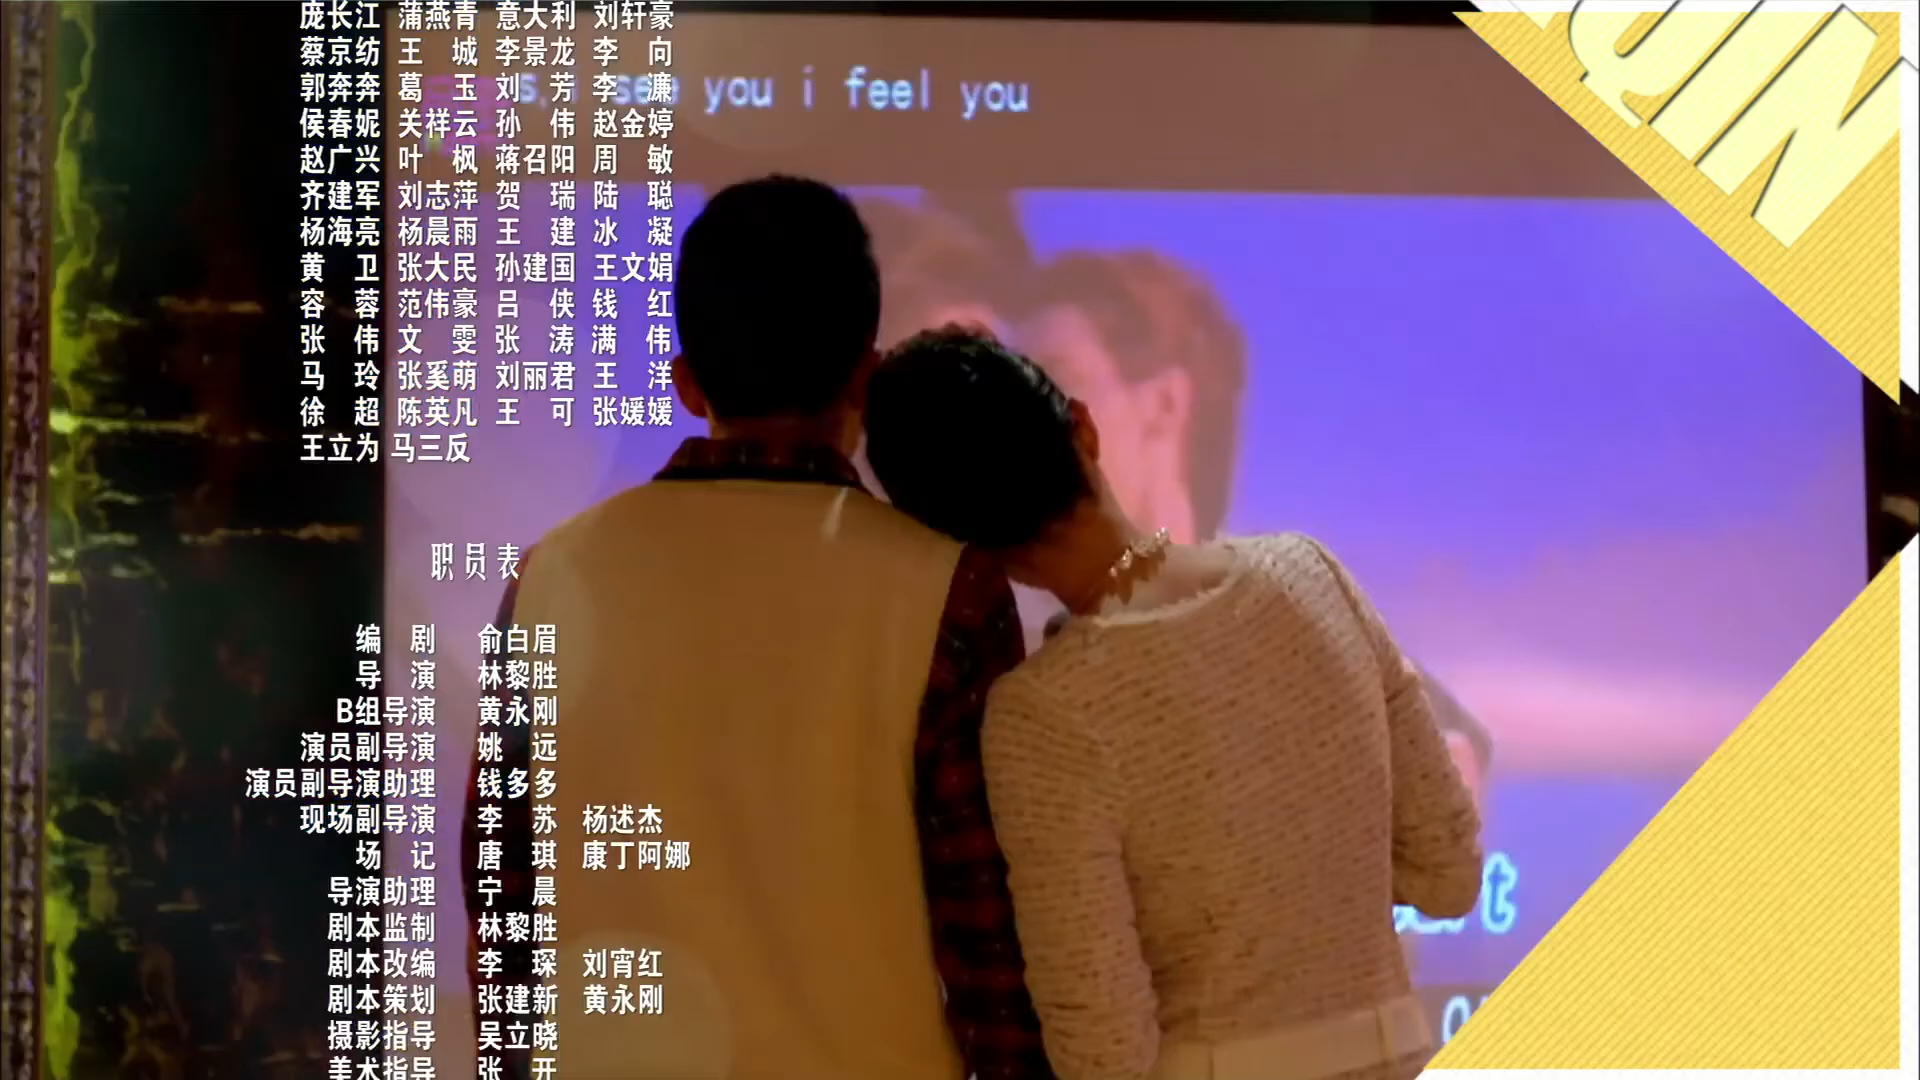 庞长江 蒲燕青 意大利 刘轩豪
蔡京纺 王 城 李景龙 李 向
郭奔奔 葛 玉 刘 芳 李 濂
侯春妮 关祥云 孙 伟 赵金婷
赵广兴 叶 枫 蒋召阳 周 敏
齐建军 刘志萍 贺 瑞 陆 聪
杨海亮 杨晨雨 王 建 冰 凝
黄 卫 张大民 孙建国 王文娟
容 蓉 范伟豪 吕 侠 钱 红
张 伟 文 雯 张 涛 满 伟
马 玲 张奚萌 刘丽君 王 洋
徐 超 陈英凡 王 可 张媛媛
王立为 马三反
see you i feel you
QIN
职员表
编 剧 俞白眉
导 演 林黎胜
B组导演 黄永刚
演员副导演 姚 远
演员副导演助理 钱多多
现场副导演 李 苏 杨述杰
场 记 唐 琪 康丁阿娜
导演助理 宁 晨
剧本监制 林黎胜
剧本改编 李 琛 刘宵红
剧本策划 张建新 黄永刚
摄影指导 吴立晓
美术指导 张 开